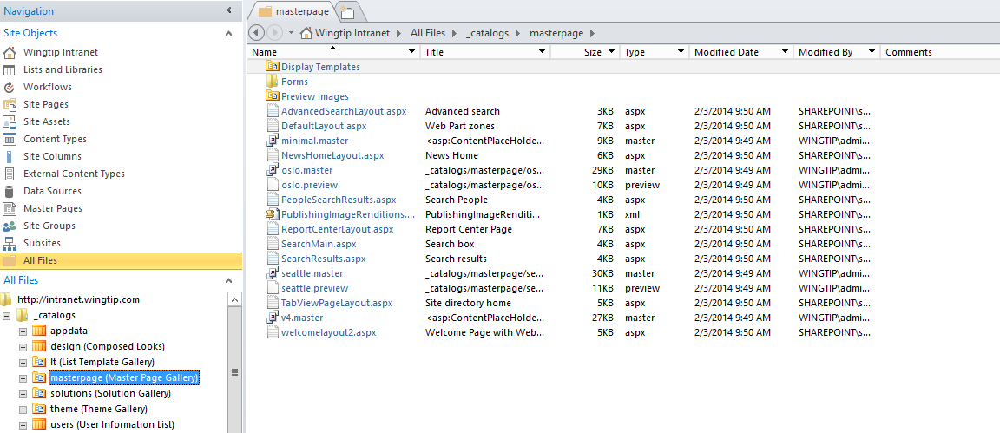 Navigation
Site Objects
Wingtip Intranet
Lists and Libraries
Workflows
Site Pages
Site Assets
Content Types
Site Columns
External Content Types
Data Sources
Master Pages
Site Groups
Subsites
All Files
All Files
http://intranet.wingtip.com
_catalogs
appdata
design (Composed Looks)
lt (List Template Gallery)
masterpage (Master Page Gallery)
solutions (Solution Gallery)
theme (Theme Gallery)
users (User Information List)
masterpage
Wingtip Intranet All Files _catalogs masterpage
Name Title Size Type Modified Date Modified By Comments
Display Templates
Forms
Preview Images
AdvancedSearchLayout.aspx Advanced search 3KB aspx 2/3/2014 9:50 AM SHAREPOINT\s...
DefaultLayout.aspx Web Part zones 7KB aspx 2/3/2014 9:50 AM SHAREPOINT\s...
minimal.master <asp:ContentPlaceHolde... 9KB master 2/3/2014 9:49 AM WINGTIP\admi...
NewsHomeLayout.aspx News Home 6KB aspx 2/3/2014 9:50 AM SHAREPOINT\s...
oslo.master _catalogs/masterpage/os... 29KB master 2/3/2014 9:49 AM WINGTIP\admi...
oslo.preview _catalogs/masterpage/os... 10KB preview 2/3/2014 9:49 AM WINGTIP\admi...
PeopleSearchResults.aspx Search People 4KB aspx 2/3/2014 9:50 AM SHAREPOINT\s...
PublishingImageRenditions.... PublishingImageRenditi... 1KB xml 2/3/2014 9:50 AM SHAREPOINT\s...
ReportCenterLayout.aspx Report Center Page 7KB aspx 2/3/2014 9:50 AM SHAREPOINT\s...
SearchMain.aspx Search box 4KB aspx 2/3/2014 9:50 AM SHAREPOINT\s...
SearchResults.aspx Search results 4KB aspx 2/3/2014 9:50 AM SHAREPOINT\s...
seattle.master _catalogs/masterpage/se... 30KB master 2/3/2014 9:49 AM WINGTIP\admi...
seattle.preview _catalogs/masterpage/se... 11KB preview 2/3/2014 9:49 AM WINGTIP\admi...
TabViewPageLayout.aspx Site directory home 5KB aspx 2/3/2014 9:50 AM SHAREPOINT\s...
v4.master <asp:ContentPlaceHolde... 27KB master 2/3/2014 9:49 AM WINGTIP\admi...
welcomelayout2.aspx Welcome Page with Web... 5KB aspx 2/3/2014 9:50 AM SHAREPOINT\s...